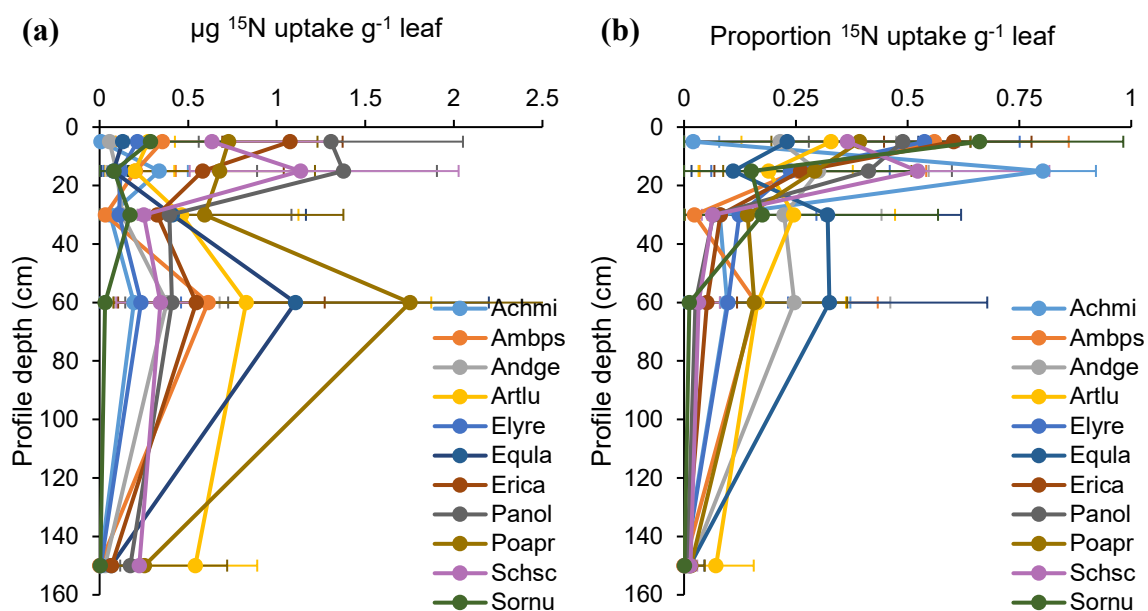 (a) µg ¹⁵N uptake g⁻¹ leaf
0 0.5 1 1.5 2 2.5
Profile depth (cm)
0
20
40
60
80
100
120
140
160
Achmi
Ambps
Andge
Artlu
Elyre
Equla
Erica
Panol
Poapr
Schsc
Sornu
(b) Proportion ¹⁵N uptake g⁻¹ leaf
0 0.25 0.5 0.75 1
Profile depth (cm)
0
20
40
60
80
100
120
140
160
Achmi
Ambps
Andge
Artlu
Elyre
Equla
Erica
Panol
Poapr
Schsc
Sornu